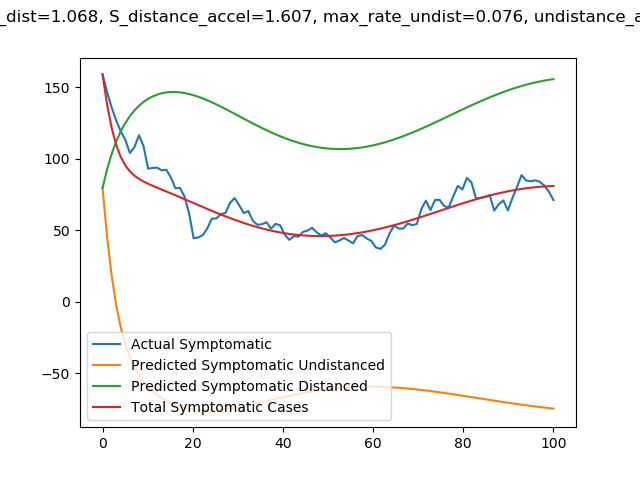 _dist=1.068, S_distance_accel=1.607, max_rate_undist=0.076, undistance_a
150
100
50
0
−50
0 20 40 60 80 100
Actual Symptomatic
Predicted Symptomatic Undistanced
Predicted Symptomatic Distanced
Total Symptomatic Cases